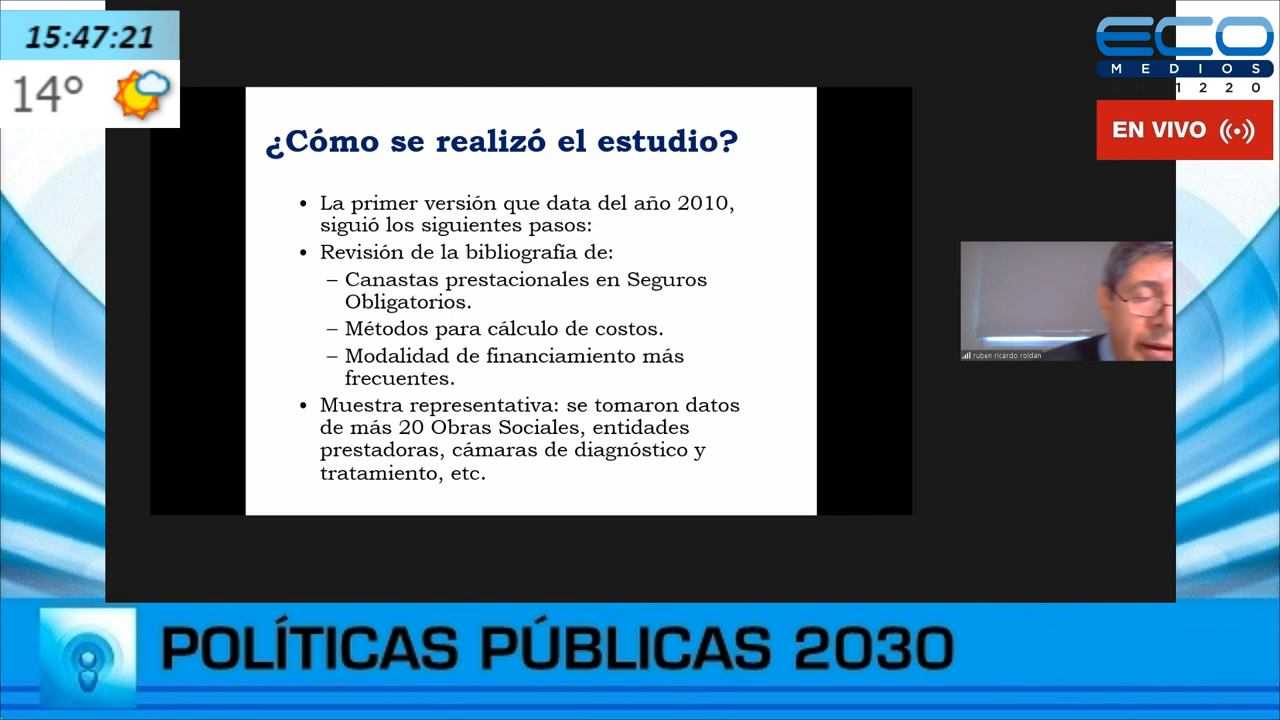 15:47:21
14°
ECO
MEDIOS
1220
EN VIVO
¿Cómo se realizó el estudio?
• La primer versión que data del año 2010,
siguió los siguientes pasos:
• Revisión de la bibliografía de:
– Canastas prestacionales en Seguros
Obligatorios.
– Métodos para cálculo de costos.
– Modalidad de financiamiento más
frecuentes.
• Muestra representativa: se tomaron datos
de más 20 Obras Sociales, entidades
prestadoras, cámaras de diagnóstico y
tratamiento, etc.
ruben ricardo roldan
POLÍTICAS PÚBLICAS 2030